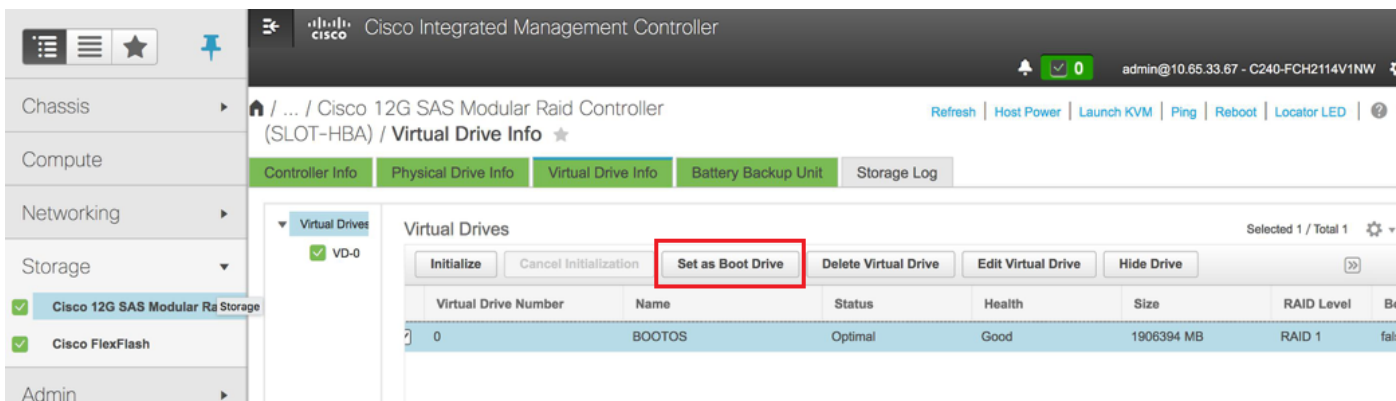 cisco Cisco Integrated Management Controller
0 admin@10.65.33.67 - C240-FCH2114V1NW
Chassis
Compute
Networking
Storage
Cisco 12G SAS Modular Ra
Storage
Cisco FlexFlash
Admin
/ ... / Cisco 12G SAS Modular Raid Controller
(SLOT-HBA) / Virtual Drive Info
Refresh | Host Power | Launch KVM | Ping | Reboot | Locator LED | ?
Controller Info Physical Drive Info Virtual Drive Info Battery Backup Unit Storage Log
Virtual Drives
VD-0
Virtual Drives Selected 1 / Total 1
Initialize Cancel Initialization Set as Boot Drive Delete Virtual Drive Edit Virtual Drive Hide Drive
Virtual Drive Number Name Status Health Size RAID Level
0 BOOTOS Optimal Good 1906394 MB RAID 1